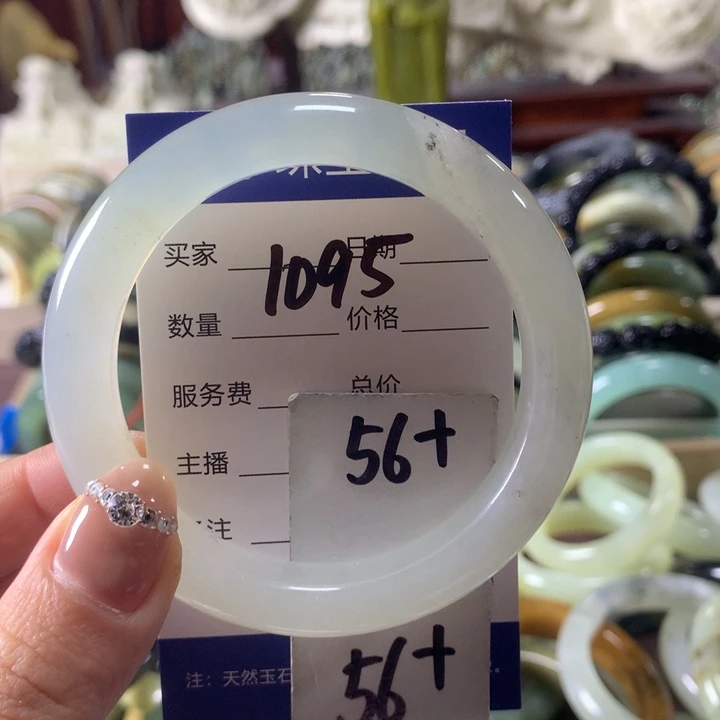 买家 日期
1095
数量 价格
服务费 总价
56+
主播
注
56+
注：天然玉石